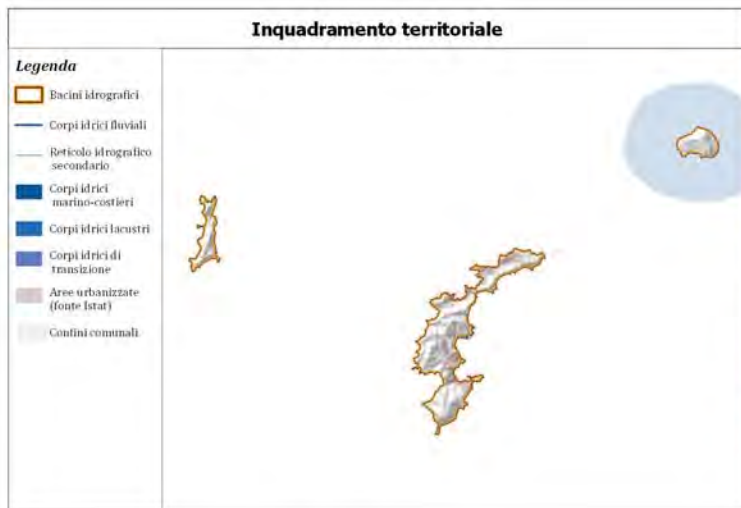 Inquadramento territoriale
Legenda
Bacini idrografici
Corpi idrici fluviali
Reticolo idrografico
secondario
Corpi idrici
marino-costieri
Corpi idrici lacustri
Corpi idrici di
transizione
Aree urbanizzate
(fonte Istat)
Confini comunali